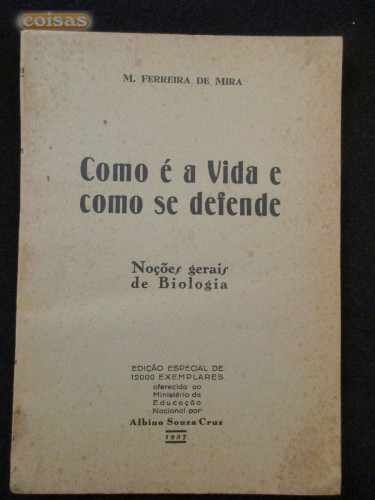 coisas
M. FERREIRA DE MIRA
Como é a Vida e
como se defende
Noções gerais
de Biologia
EDIÇÃO ESPECIAL DE
12000 EXEMPLARES
oferecida ao
Ministério da
Educação
Nacional por
Albino Souza Cruz
1937